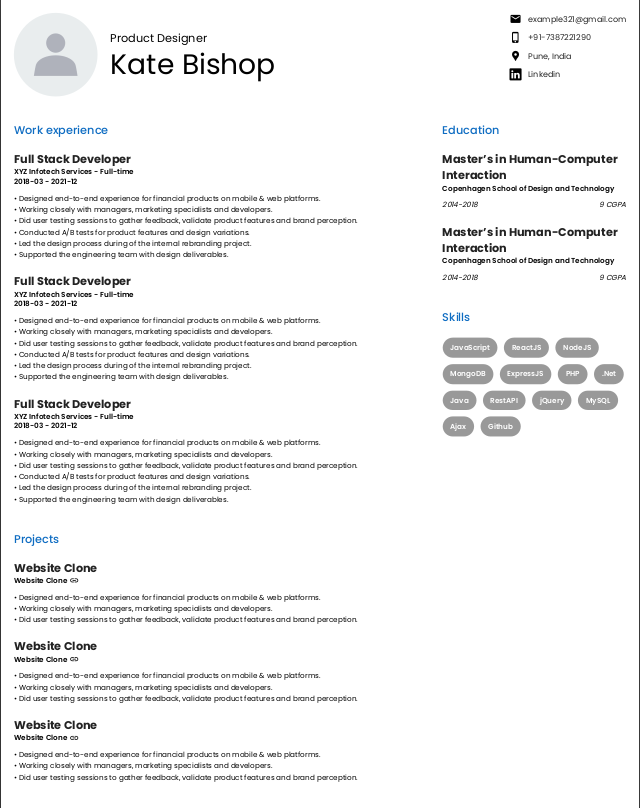 Product Designer
Kate Bishop
example321@gmail.com
+91-7387221290
Pune, India
Linkedin
Work experience
Full Stack Developer
XYZ Infotech Services - Full-time
2018-03 - 2021-12
• Designed end-to-end experience for financial products on mobile & web platforms.
• Working closely with managers, marketing specialists and developers.
• Did user testing sessions to gather feedback, validate product features and brand perception.
• Conducted A/B tests for product features and design variations.
• Led the design process during of the internal rebranding project.
• Supported the engineering team with design deliverables.
Full Stack Developer
XYZ Infotech Services - Full-time
2018-03 - 2021-12
• Designed end-to-end experience for financial products on mobile & web platforms.
• Working closely with managers, marketing specialists and developers.
• Did user testing sessions to gather feedback, validate product features and brand perception.
• Conducted A/B tests for product features and design variations.
• Led the design process during of the internal rebranding project.
• Supported the engineering team with design deliverables.
Full Stack Developer
XYZ Infotech Services - Full-time
2018-03 - 2021-12
• Designed end-to-end experience for financial products on mobile & web platforms.
• Working closely with managers, marketing specialists and developers.
• Did user testing sessions to gather feedback, validate product features and brand perception.
• Conducted A/B tests for product features and design variations.
• Led the design process during of the internal rebranding project.
• Supported the engineering team with design deliverables.
Projects
Website Clone
Website Clone
• Designed end-to-end experience for financial products on mobile & web platforms.
• Working closely with managers, marketing specialists and developers.
• Did user testing sessions to gather feedback, validate product features and brand perception.
Website Clone
Website Clone
• Designed end-to-end experience for financial products on mobile & web platforms.
• Working closely with managers, marketing specialists and developers.
• Did user testing sessions to gather feedback, validate product features and brand perception.
Website Clone
Website Clone
• Designed end-to-end experience for financial products on mobile & web platforms.
• Working closely with managers, marketing specialists and developers.
• Did user testing sessions to gather feedback, validate product features and brand perception.
Education
Master's in Human-Computer
Interaction
Copenhagen School of Design and Technology
2014-2018 9 CGPA
Master's in Human-Computer
Interaction
Copenhagen School of Design and Technology
2014-2018 9 CGPA
Skills
JavaScript ReactJS NodeJS
MongoDB ExpressJS PHP .Net
Java RestAPI jQuery MySQL
Ajax Github